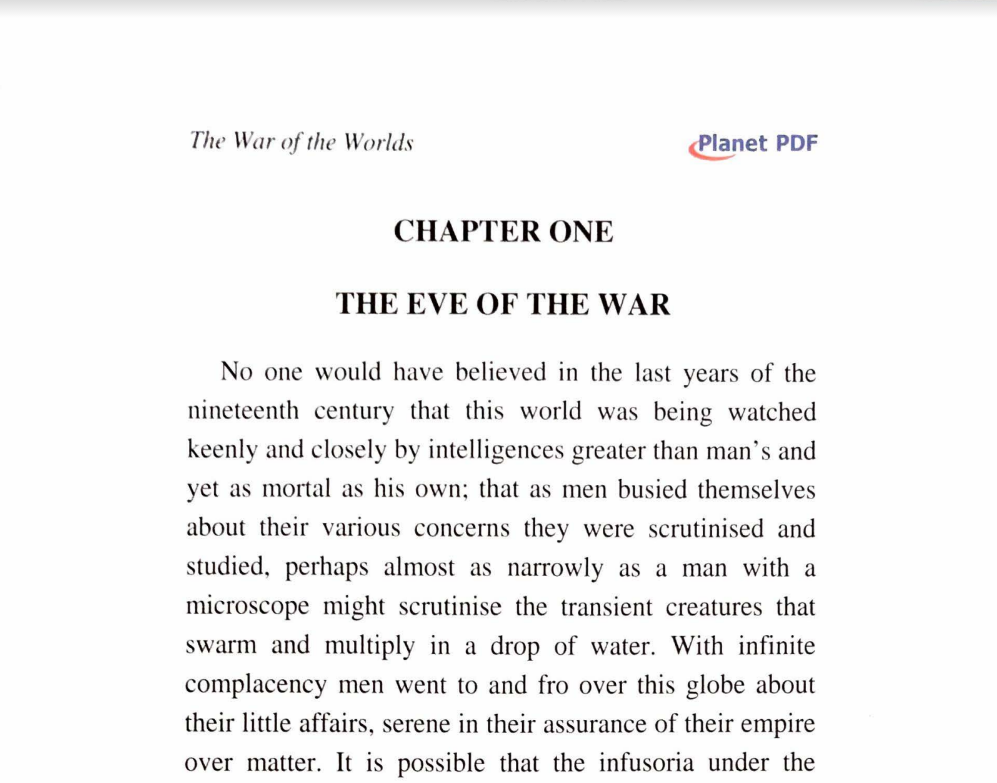 The War of the Worlds
Planet PDF
CHAPTER ONE
THE EVE OF THE WAR
No one would have believed in the last years of the
nineteenth century that this world was being watched
keenly and closely by intelligences greater than man's and
yet as mortal as his own; that as men busied themselves
about their various concerns they were scrutinised and
studied, perhaps almost as narrowly as a man with a
microscope might scrutinise the transient creatures that
swarm and multiply in a drop of water. With infinite
complacency men went to and fro over this globe about
their little affairs, serene in their assurance of their empire
over matter. It is possible that the infusoria under the